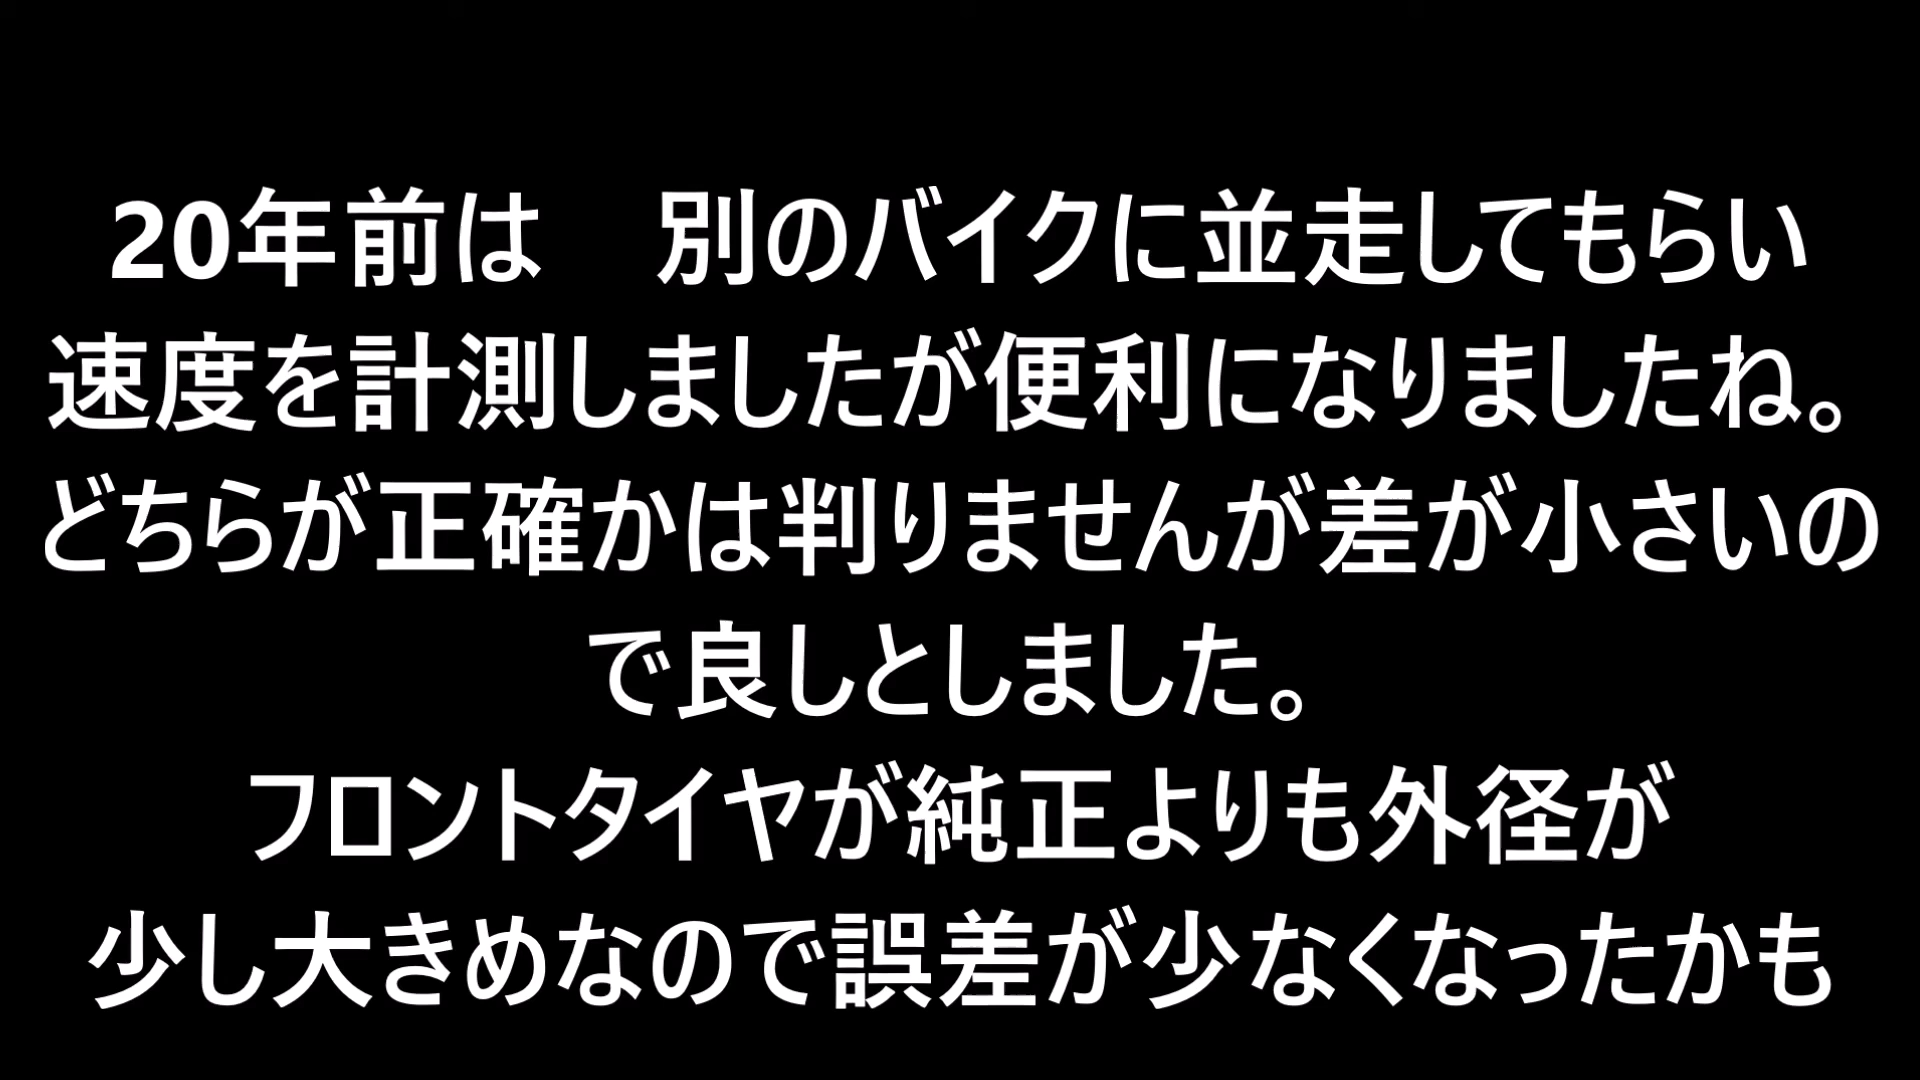 20年前は　別のバイクに並走してもらい
速度を計測しましたが便利になりましたね。
どちらが正確かは判りませんが差が小さいの
で良しとしました。
フロントタイヤが純正よりも外径が
少し大きめなので誤差が少なくなったかも